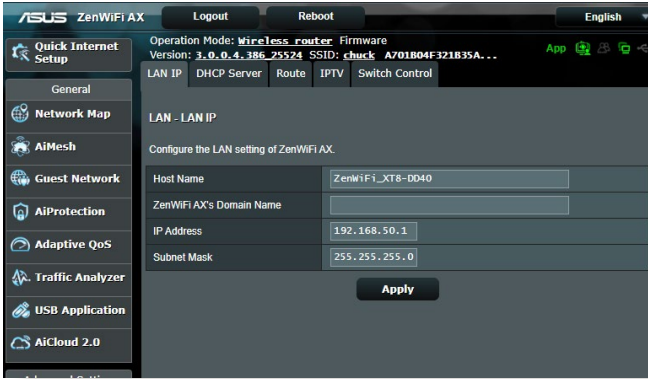 ASUS ZenWiFi AX Logout Reboot English
Quick Internet Setup
Operation Mode: Wireless router Firmware
Version: 3.0.0.4.386_25524 SSID: chuck A701B04F321B35A...
App
LAN IP DHCP Server Route IPTV Switch Control
General
Network Map
AiMesh
Guest Network
AiProtection
Adaptive QoS
Traffic Analyzer
USB Application
AiCloud 2.0
LAN - LAN IP
Configure the LAN setting of ZenWiFi AX.
Host Name ZenWiFi_XT8-DD40
ZenWiFi AX's Domain Name
IP Address 192.168.50.1
Subnet Mask 255.255.255.0
Apply